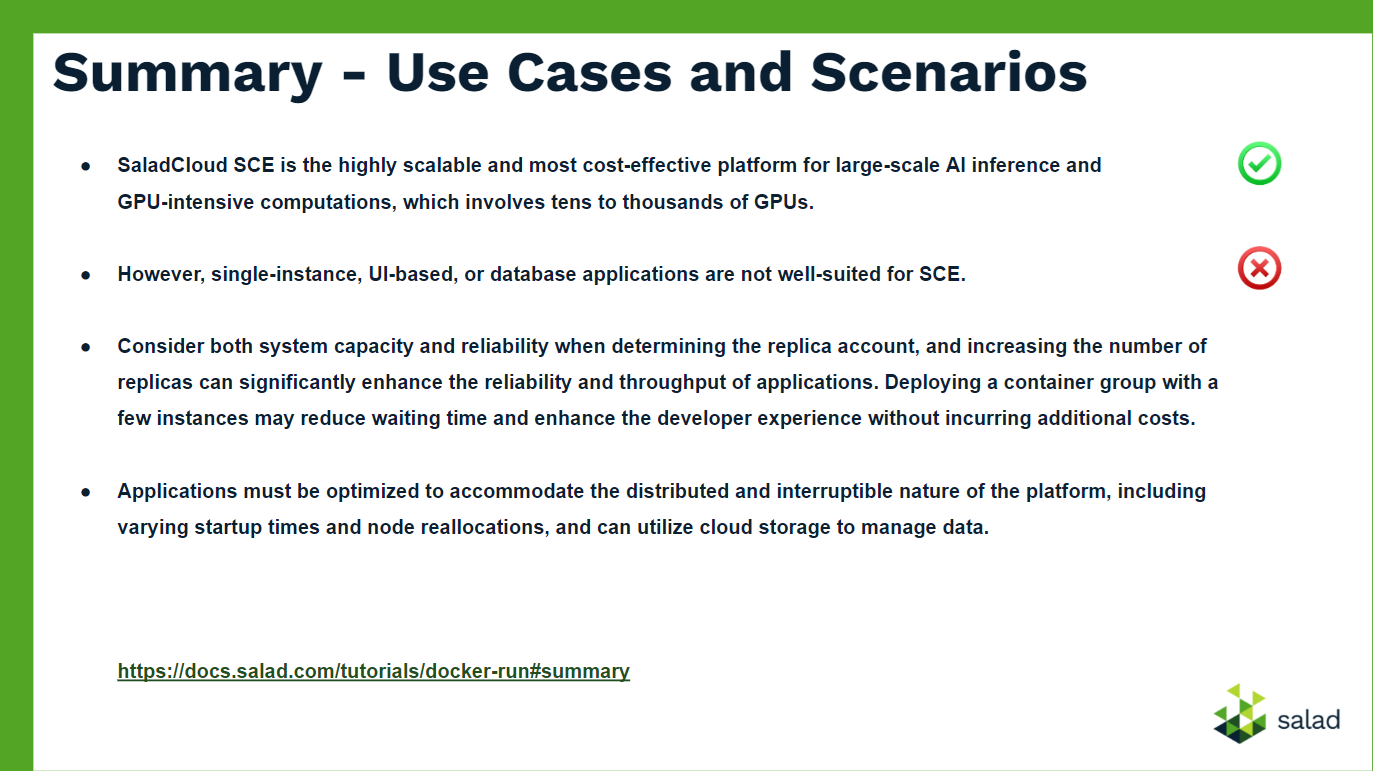 Summary - Use Cases and Scenarios
● SaladCloud SCE is the highly scalable and most cost-effective platform for large-scale AI inference and
GPU-intensive computations, which involves tens to thousands of GPUs.
● However, single-instance, UI-based, or database applications are not well-suited for SCE.
● Consider both system capacity and reliability when determining the replica account, and increasing the number of
replicas can significantly enhance the reliability and throughput of applications. Deploying a container group with a
few instances may reduce waiting time and enhance the developer experience without incurring additional costs.
● Applications must be optimized to accommodate the distributed and interruptible nature of the platform, including
varying startup times and node reallocations, and can utilize cloud storage to manage data.
https://docs.salad.com/tutorials/docker-run#summary
salad